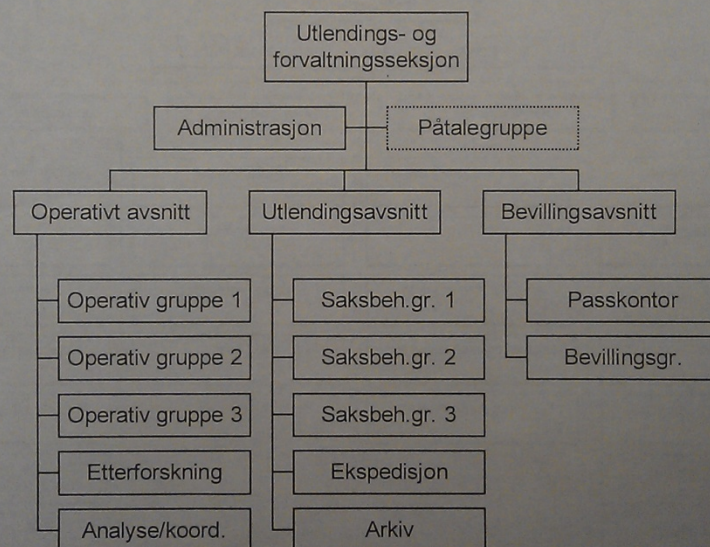 Utlendings- og
forvaltningsseksjon
Administrasjon
Påtalegruppe
Operativt avsnitt
Utlendingsavsnitt
Bevillingsavsnitt
Operativ gruppe 1
Operativ gruppe 2
Operativ gruppe 3
Etterforskning
Analyse/koord.
Saksbeh.gr. 1
Saksbeh.gr. 2
Saksbeh.gr. 3
Ekspedisjon
Arkiv
Passkontor
Bevillingsgr.